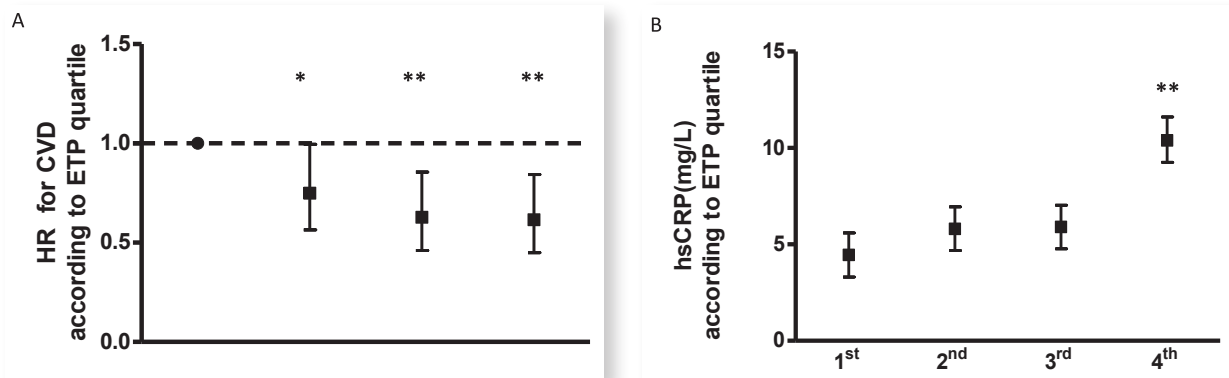 A
HR for CVD
according to ETP quartile
1.5
1.0
0.5
0.0
*
**
**
B
hsCRP(mg/L)
according to ETP quartile
15
10
5
0
**
1st
2nd
3rd
4th